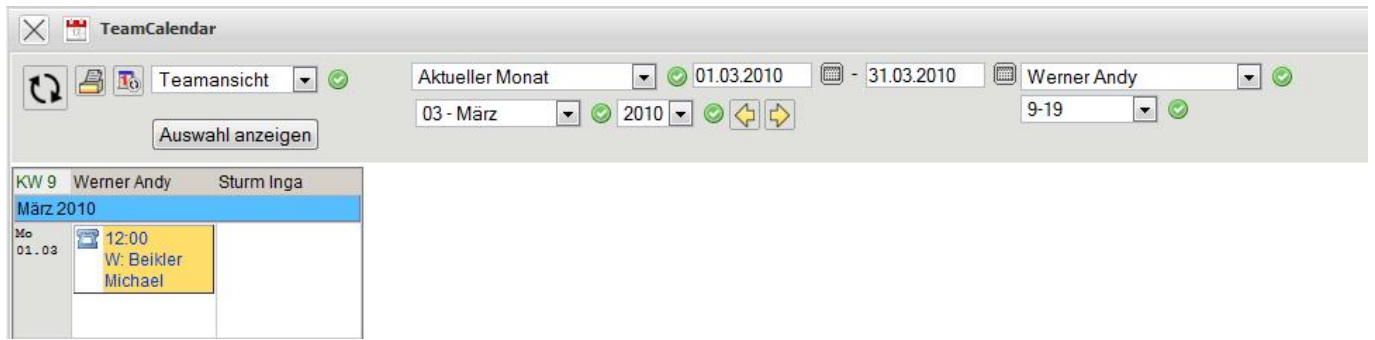 TeamCalendar
Teamansicht
Aktueller Monat 01.03.2010 - 31.03.2010 Werner Andy
03 - März 2010 9-19
Auswahl anzeigen
KW 9 Werner Andy Sturm Inga
März 2010
Mo 12:00
01.03 W: Beikler
Michael